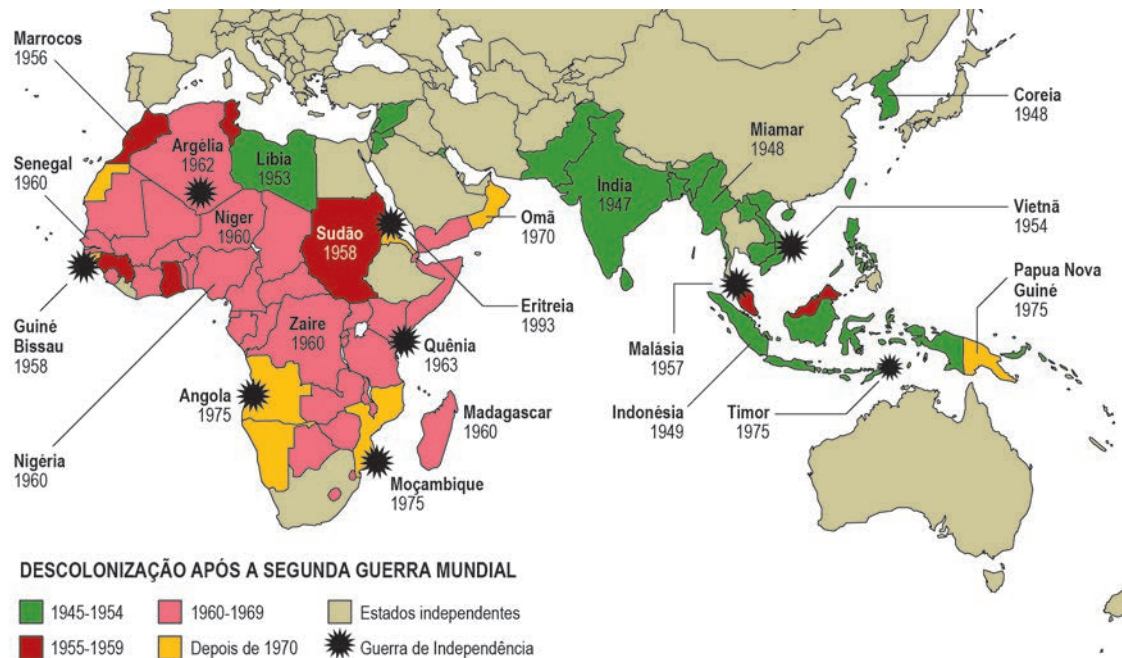 Marrocos
1956
Senegal
1960
Argélia
1962
Líbia
1953
Níger
1960
Sudão
1958
Omã
1970
Eritreia
1993
Guiné
Bissau
1958
Zaire
1960
Quênia
1963
Angola
1975
Madagascar
1960
Nigéria
1960
Moçambique
1975
Índia
1947
Miamar
1948
Coreia
1948
Vietnã
1954
Papua Nova
Guiné
1975
Malásia
1957
Indonésia
1949
Timor
1975
DESCOLONIZAÇÃO APÓS A SEGUNDA GUERRA MUNDIAL
1945-1954
1960-1969
Estados independentes
1955-1959
Depois de 1970
Guerra de Independência